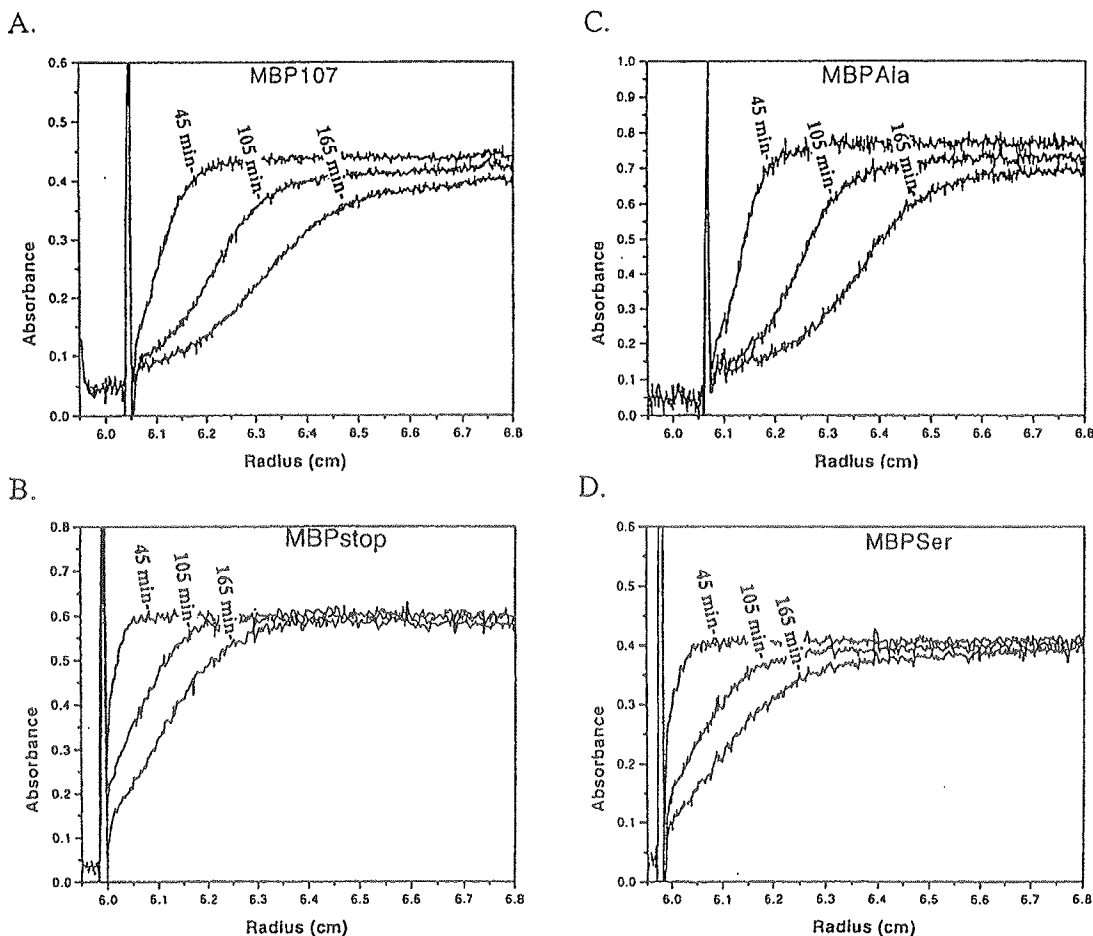 A.
MBP107
45 min-
105 min-
165 min-
0.6
0.5
0.4
0.3
0.2
0.1
0.0
Absorbance
6.0 6.1 6.2 6.3 6.4 6.5 6.6 6.7 6.8
Radius (cm)
C.
MBPAla
45 min-
105 min-
165 min-
1.0
0.9
0.8
0.7
0.6
0.5
0.4
0.3
0.2
0.1
0.0
Absorbance
6.0 6.1 6.2 6.3 6.4 6.5 6.6 6.7 6.8
Radius (cm)
B.
MBPstop
45 min-
105 min-
165 min-
0.8
0.7
0.6
0.5
0.4
0.3
0.2
0.1
0.0
Absorbance
6.0 6.1 6.2 6.3 6.4 6.5 6.6 6.7 6.8
Radius (cm)
D.
MBPSer
45 min-
105 min-
165 min-
0.6
0.5
0.4
0.3
0.2
0.1
0.0
Absorbance
6.0 6.1 6.2 6.3 6.4 6.5 6.6 6.7 6.8
Radius (cm)